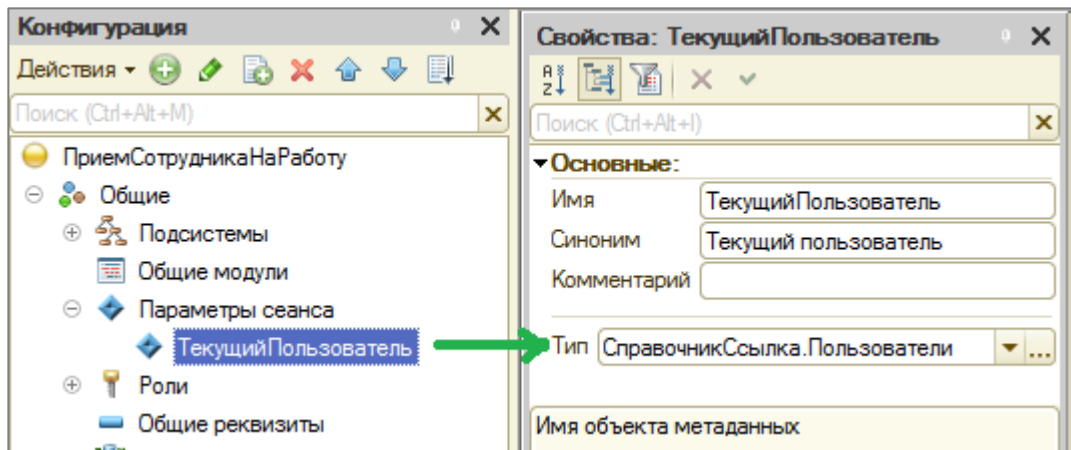 Конфигурация
Действия
Поиск (Ctrl+Alt+M)
ПриемСотрудникаНаРаботу
Общие
Подсистемы
Общие модули
Параметры сеанса
ТекущийПользователь
Роли
Общие реквизиты
Свойства: ТекущийПользователь
Поиск (Ctrl+Alt+I)
Основные:
Имя ТекущийПользователь
Синоним Текущий пользователь
Комментарий
Тип СправочникСсылка.Пользователи
Имя объекта метаданных